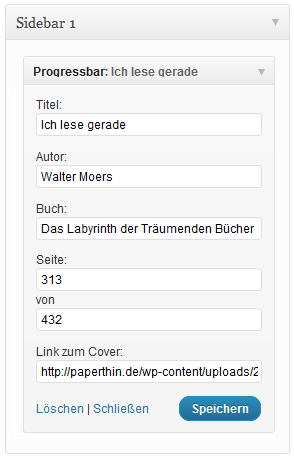 Sidebar 1
Progressbar: Ich lese gerade
Titel:
Ich lese gerade
Autor:
Walter Moers
Buch:
Das Labyrinth der Träumenden Bücher
Seite:
313
von
432
Link zum Cover:
http://paperthin.de/wp-content/uploads/2
Löschen | Schließen
Speichern